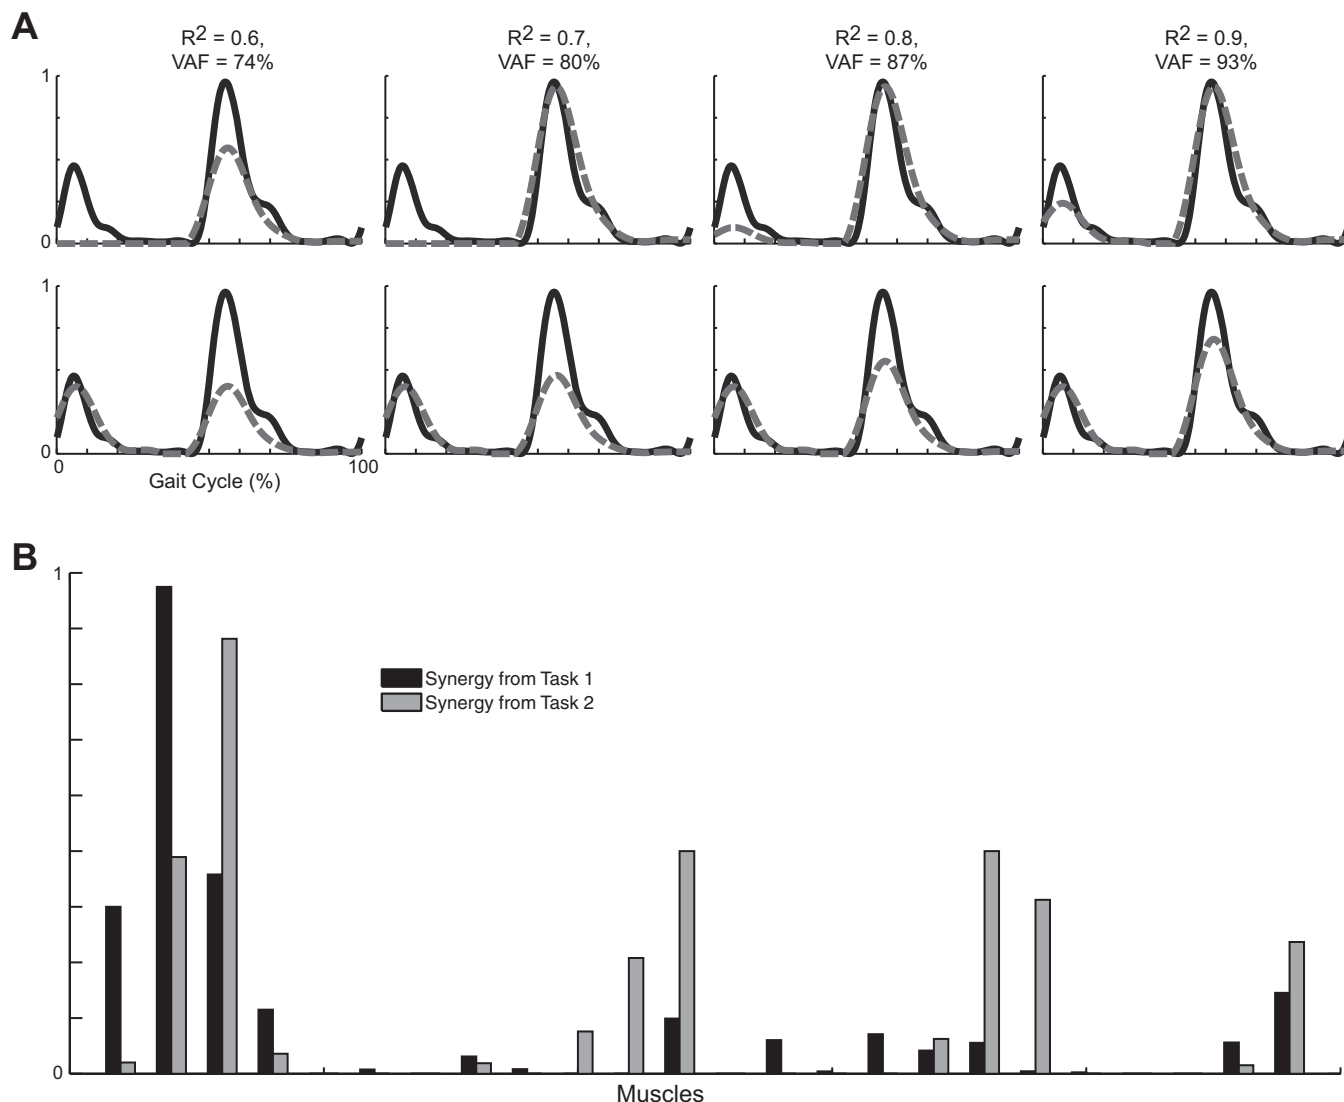 A
R2 = 0.6, R2 = 0.7, R2 = 0.8, R2 = 0.9,
VAF = 74% VAF = 80% VAF = 87% VAF = 93%
1
0
1
0
0 100
Gait Cycle (%)
B
1
Synergy from Task 1
Synergy from Task 2
0
Muscles